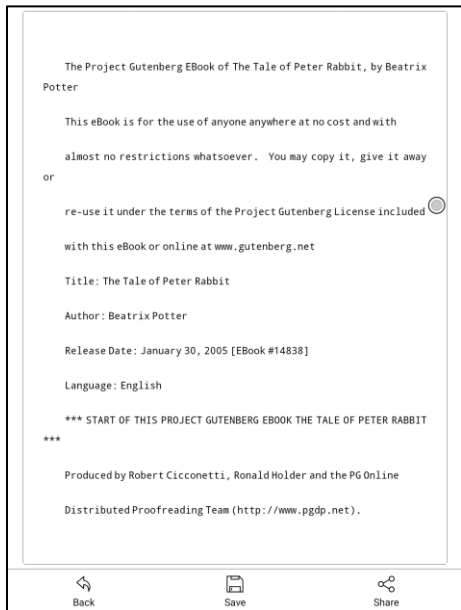 The Project Gutenberg EBook of The Tale of Peter Rabbit, by Beatrix
Potter
This eBook is for the use of anyone anywhere at no cost and with
almost no restrictions whatsoever.  You may copy it, give it away
or
re-use it under the terms of the Project Gutenberg License included
with this eBook or online at www.gutenberg.net
Title: The Tale of Peter Rabbit
Author: Beatrix Potter
Release Date: January 30, 2005 [EBook #14838]
Language: English
*** START OF THIS PROJECT GUTENBERG EBOOK THE TALE OF PETER RABBIT
***
Produced by Robert Cicconetti, Ronald Holder and the PG Online
Distributed Proofreading Team (http://www.pgdp.net).
Back Save Share